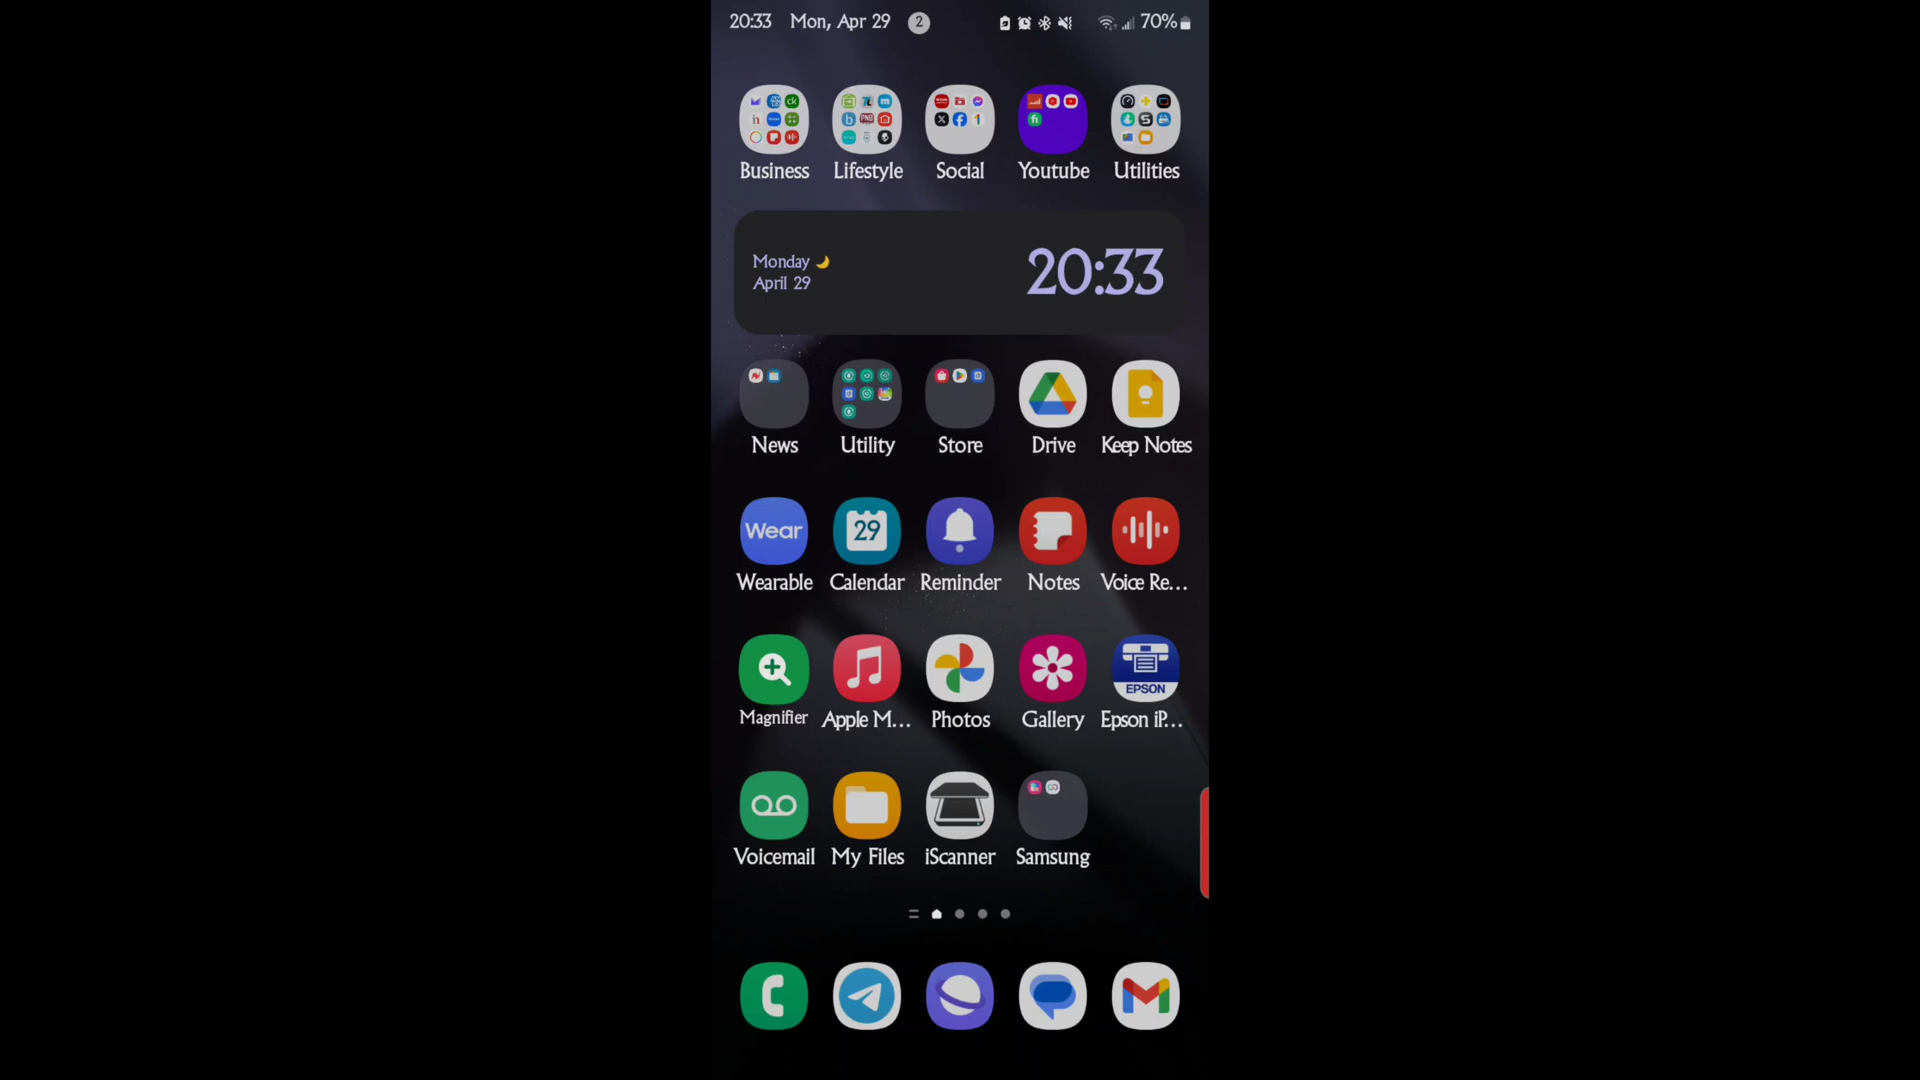 20:33 Mon, Apr 29 2 70%
Business Lifestyle Social Youtube Utilities
Monday
April 29
20:33
News Utility Store Drive Keep Notes
Wear 29
Wearable Calendar Reminder Notes Voice Re...
EPSON
Magnifier Apple M... Photos Gallery Epson iP...
Voicemail My Files iScanner Samsung